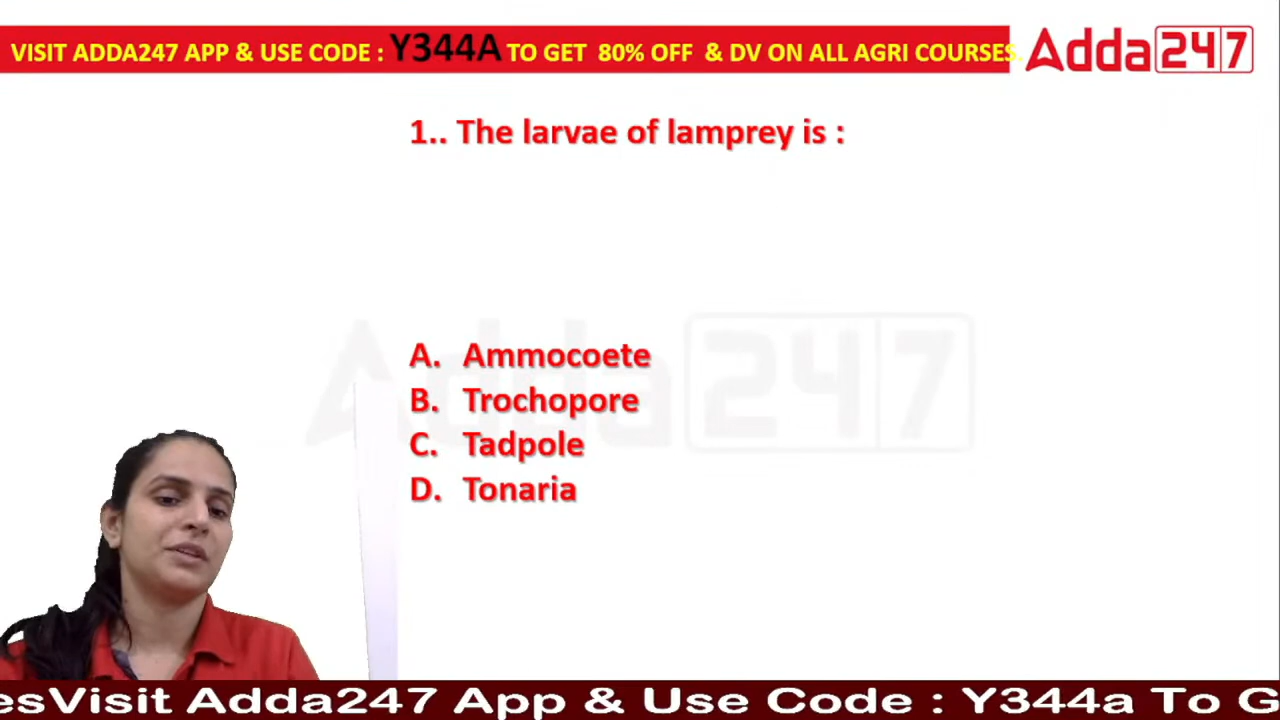 VISIT ADDA247 APP & USE CODE : Y344A TO GET 80% OFF & DV ON ALL AGRI COURSES.
Adda247
1.. The larvae of lamprey is :
Adda247
A. Ammocoete
B. Trochopore
C. Tadpole
D. Tonaria
esVisit Adda247 App & Use Code : Y344a To G